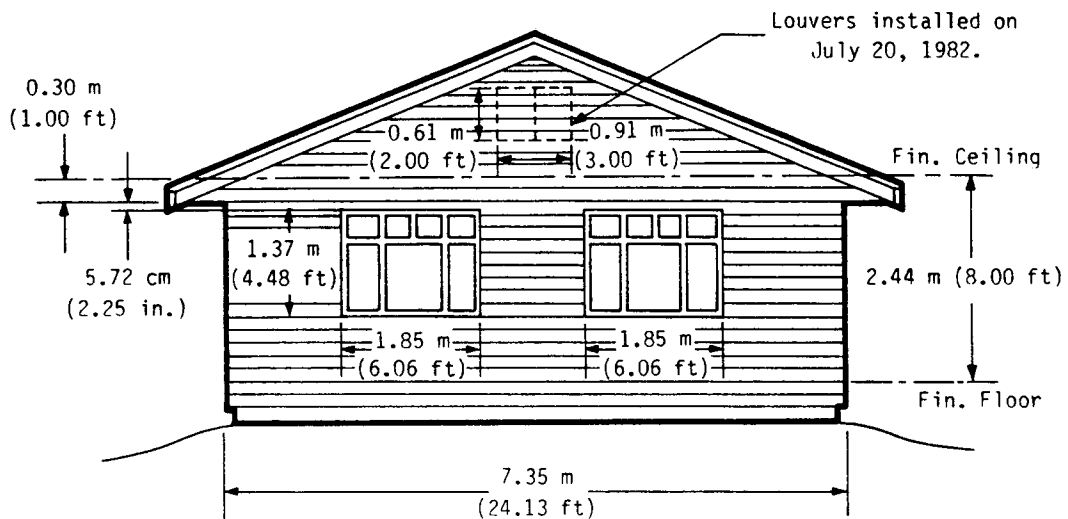 Louvers installed on
July 20, 1982.
0.30 m
(1.00 ft)
0.61 m
(2.00 ft)
0.91 m
(3.00 ft)
Fin. Ceiling
1.37 m
(4.48 ft)
5.72 cm
(2.25 in.)
2.44 m (8.00 ft)
1.85 m
(6.06 ft)
1.85 m
(6.06 ft)
Fin. Floor
7.35 m
(24.13 ft)